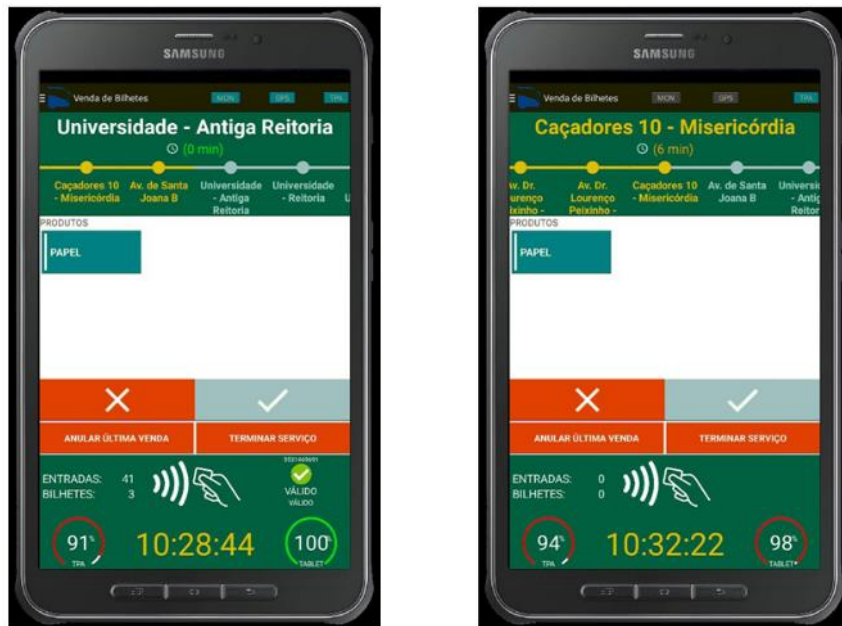 SAMSUNG
Venda de Bilhetes MON GPS TPA
Universidade - Antiga Reitoria
(0 min)
Caçadores 10 - Misericórdia
Av. de Santa Joana B
Universidade - Antiga Reitoria
Universidade - Reitoria
PRODUTOS
PAPEL
ANULAR ÚLTIMA VENDA TERMINAR SERVIÇO
ENTRADAS: 41
BILHETES: 3
VÁLIDO
VÁLIDO
91%
TPA
10:28:44
100%
TABLET
SAMSUNG
Venda de Bilhetes MON GPS TPA
Caçadores 10 - Misericórdia
(6 min)
Av. Dr.
Lourenço
Peixinho -
Caçadores 10
- Misericórdia
Av. de Santa
Joana B
PRODUTOS
PAPEL
ANULAR ÚLTIMA VENDA TERMINAR SERVIÇO
ENTRADAS: 0
BILHETES: 0
94%
TPA
10:32:22
98%
TABLET